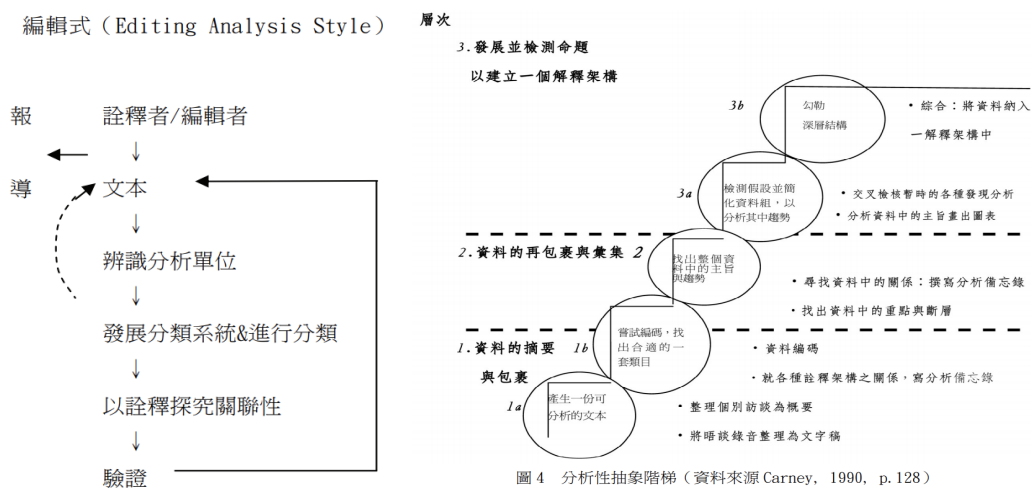 編輯式（Editing Analysis Style）
報
導
詮釋者/編輯者
文本
辨識分析單位
發展分類系統&進行分類
以詮釋探究關聯性
驗證
層次
3.發展並檢測命題
以建立一個解釋架構
3b
勾勒
深層結構
• 綜合：將資料納入
一解釋架構中
3a
檢測假設並簡
化資料組，以
分析其中趨勢
• 交叉檢核暫時的各種發現分析
• 分析資料中的主旨畫出圖表
2.資料的再包裹與彙集 2
找出整個資
料中的主旨
與趨勢
• 尋找資料中的關係：撰寫分析備忘錄
• 找出資料中的重點與斷層
1.資料的摘要
與包裹
1b
嘗試編碼，找
出合適的一
套類目
• 資料編碼
• 就各種詮釋架構之關係，寫分析備忘錄
1a
產生一份可
分析的文本
• 整理個別訪談為概要
• 將晤談錄音整理為文字稿
圖 4 分析性抽象階梯（資料來源 Carney, 1990, p.128）